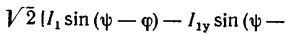 √2 [I₁ sin (ψ — φ) — I₁ᵧ sin (ψ —